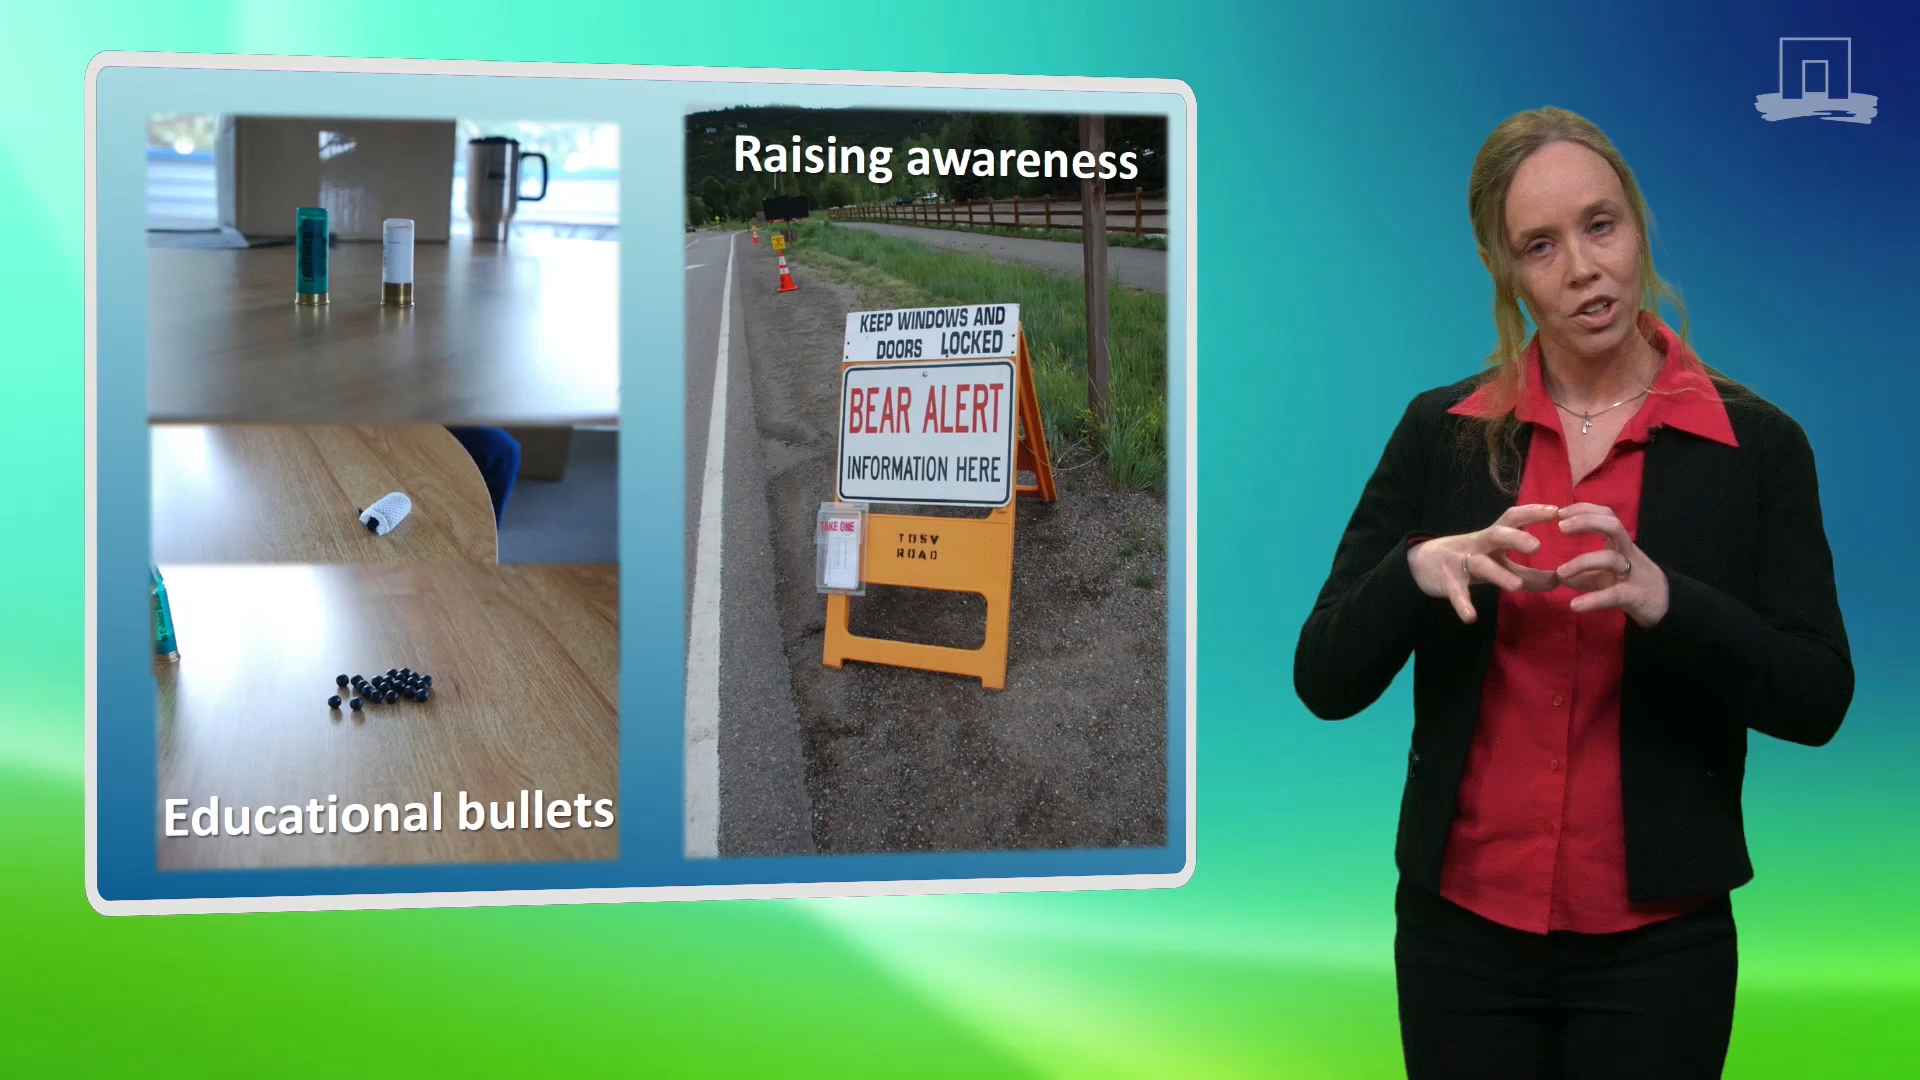 Raising awareness
KEEP WINDOWS AND
DOORS LOCKED
BEAR ALERT
INFORMATION HERE
TAKE ONE
TOSV
ROAD
Educational bullets